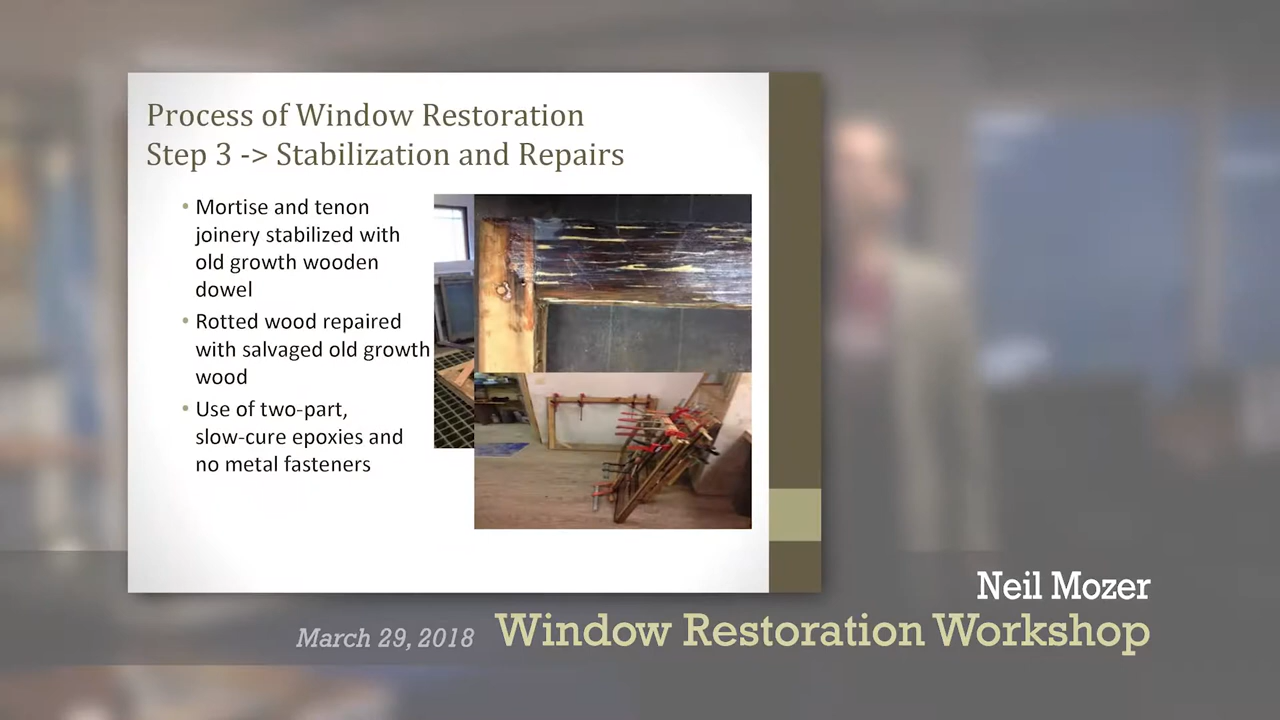 Process of Window Restoration
Step 3 -> Stabilization and Repairs
• Mortise and tenon
joinery stabilized with
old growth wooden
dowel
• Rotted wood repaired
with salvaged old growth
wood
• Use of two-part,
slow-cure epoxies and
no metal fasteners
Neil Mozer
March 29, 2018 Window Restoration Workshop